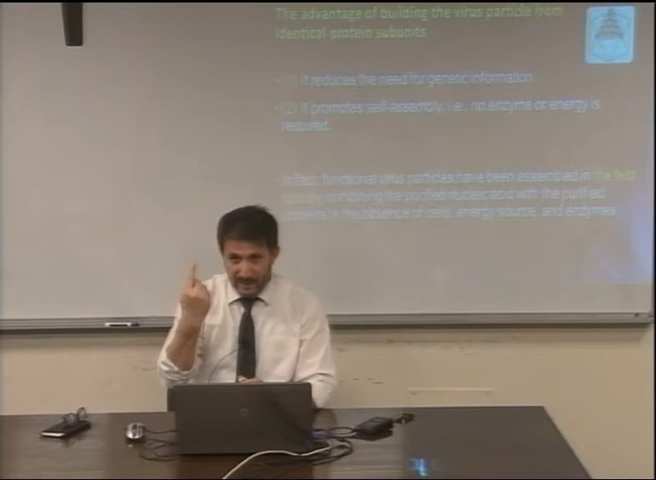 The advantage of building the virus particle from
identical protein subunits
(1) It reduces the need for genetic information
(2) It promotes self-assembly, i.e., no enzyme or energy is
required.
In fact, functional virus particles have been assembled in the test
tube by combining the purified nucleic acid with the purified
proteins in the absence of cells, energy source, and enzymes.